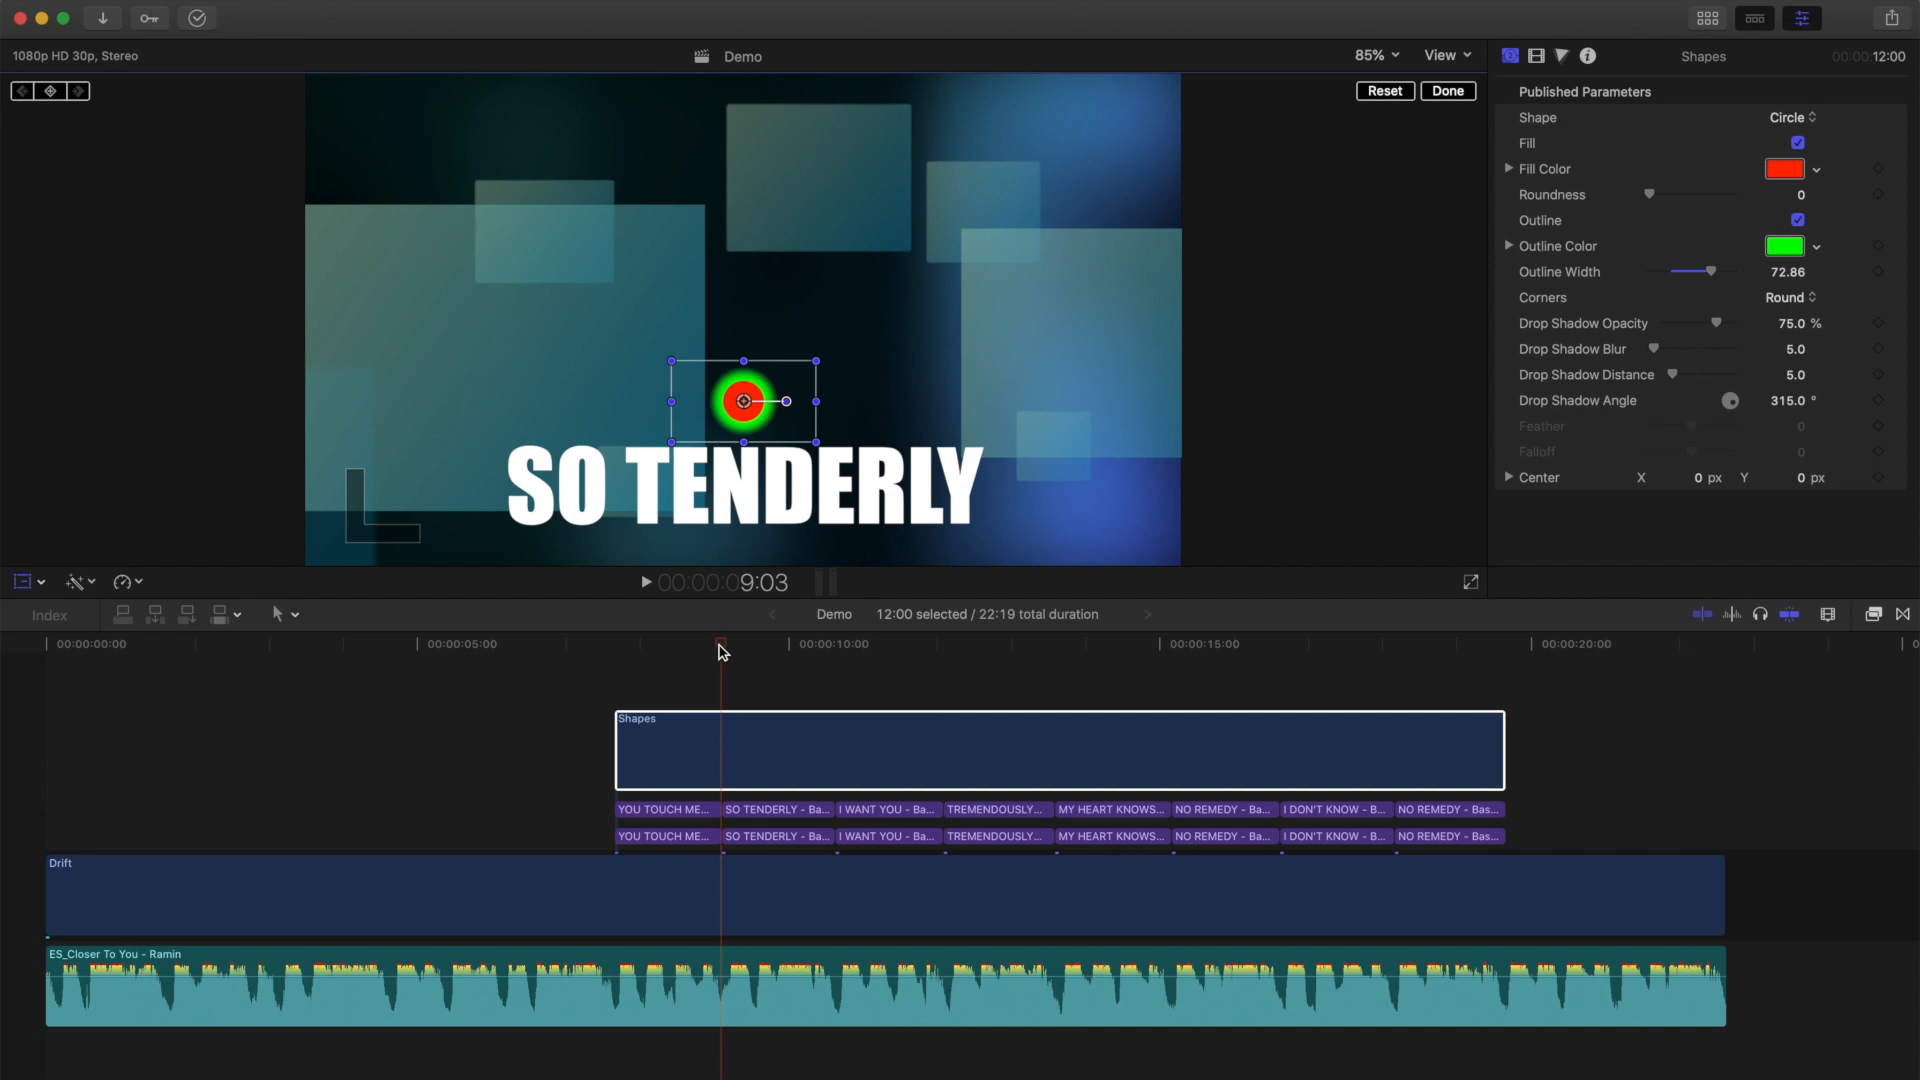 1080p HD 30p, Stereo
Demo
85%
View
Shapes
00:00:12:00
Reset
Done
Published Parameters
Shape
Circle
Fill
Fill Color
Roundness
0
Outline
Outline Color
Outline Width
72.86
Corners
Round
Drop Shadow Opacity
75.0 %
Drop Shadow Blur
5.0
Drop Shadow Distance
5.0
Drop Shadow Angle
315.0 °
Feather
0
Falloff
0
Center
X
0 px
Y
0 px
SO TENDERLY
00:00:09:03
Index
Demo
12:00 selected / 22:19 total duration
00:00:00:00
00:00:05:00
00:00:10:00
00:00:15:00
00:00:20:00
Shapes
YOU TOUCH ME...
SO TENDERLY - Ba...
I WANT YOU - Ba...
TREMENDOUSLY...
MY HEART KNOWS...
NO REMEDY - Ba...
I DON'T KNOW - B...
NO REMEDY - Bas...
YOU TOUCH ME...
SO TENDERLY - Ba...
I WANT YOU - Ba...
TREMENDOUSLY...
MY HEART KNOWS...
NO REMEDY - Ba...
I DON'T KNOW - B...
NO REMEDY - Bas...
Drift
ES_Closer To You - Ramin